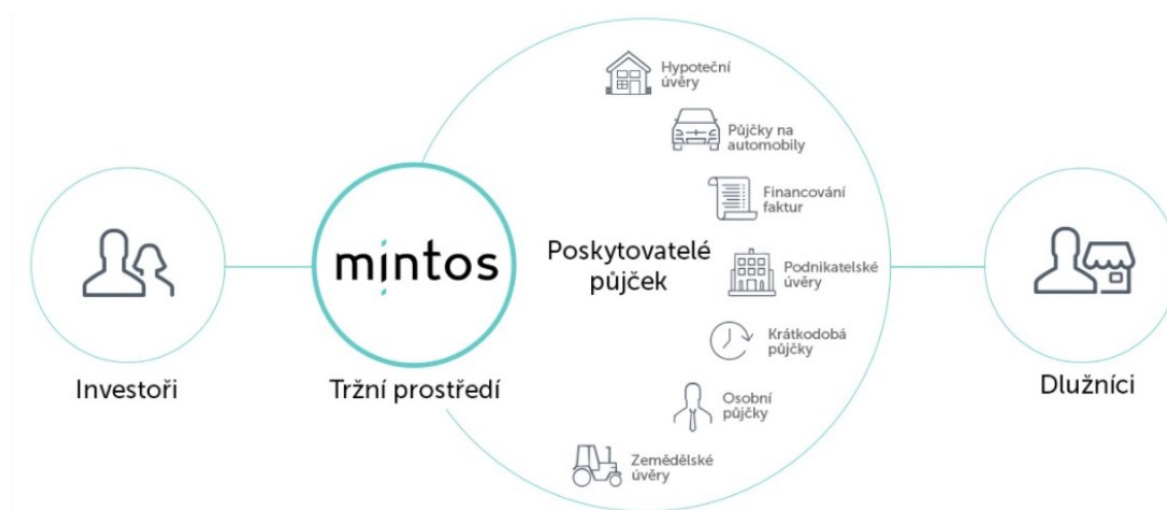 Investoři
mintos
Tržní prostředí
Poskytovatelé
půjček
Hypoteční
úvěry
Půjčky na
automobily
Financování
faktur
Podnikatelské
úvěry
Krátkodobá
půjčky
Osobní
půjčky
Zemědělské
úvěry
Dlužníci